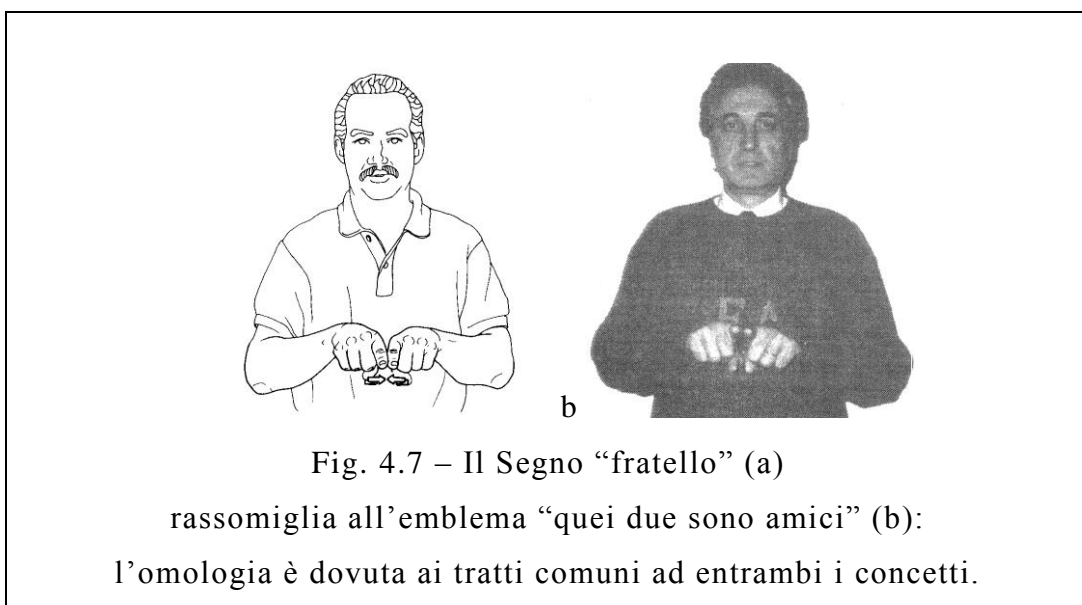 E A
b
Fig. 4.7 – Il Segno “fratello” (a)
rassomiglia all’emblema “quei due sono amici” (b):
l’omologia è dovuta ai tratti comuni ad entrambi i concetti.